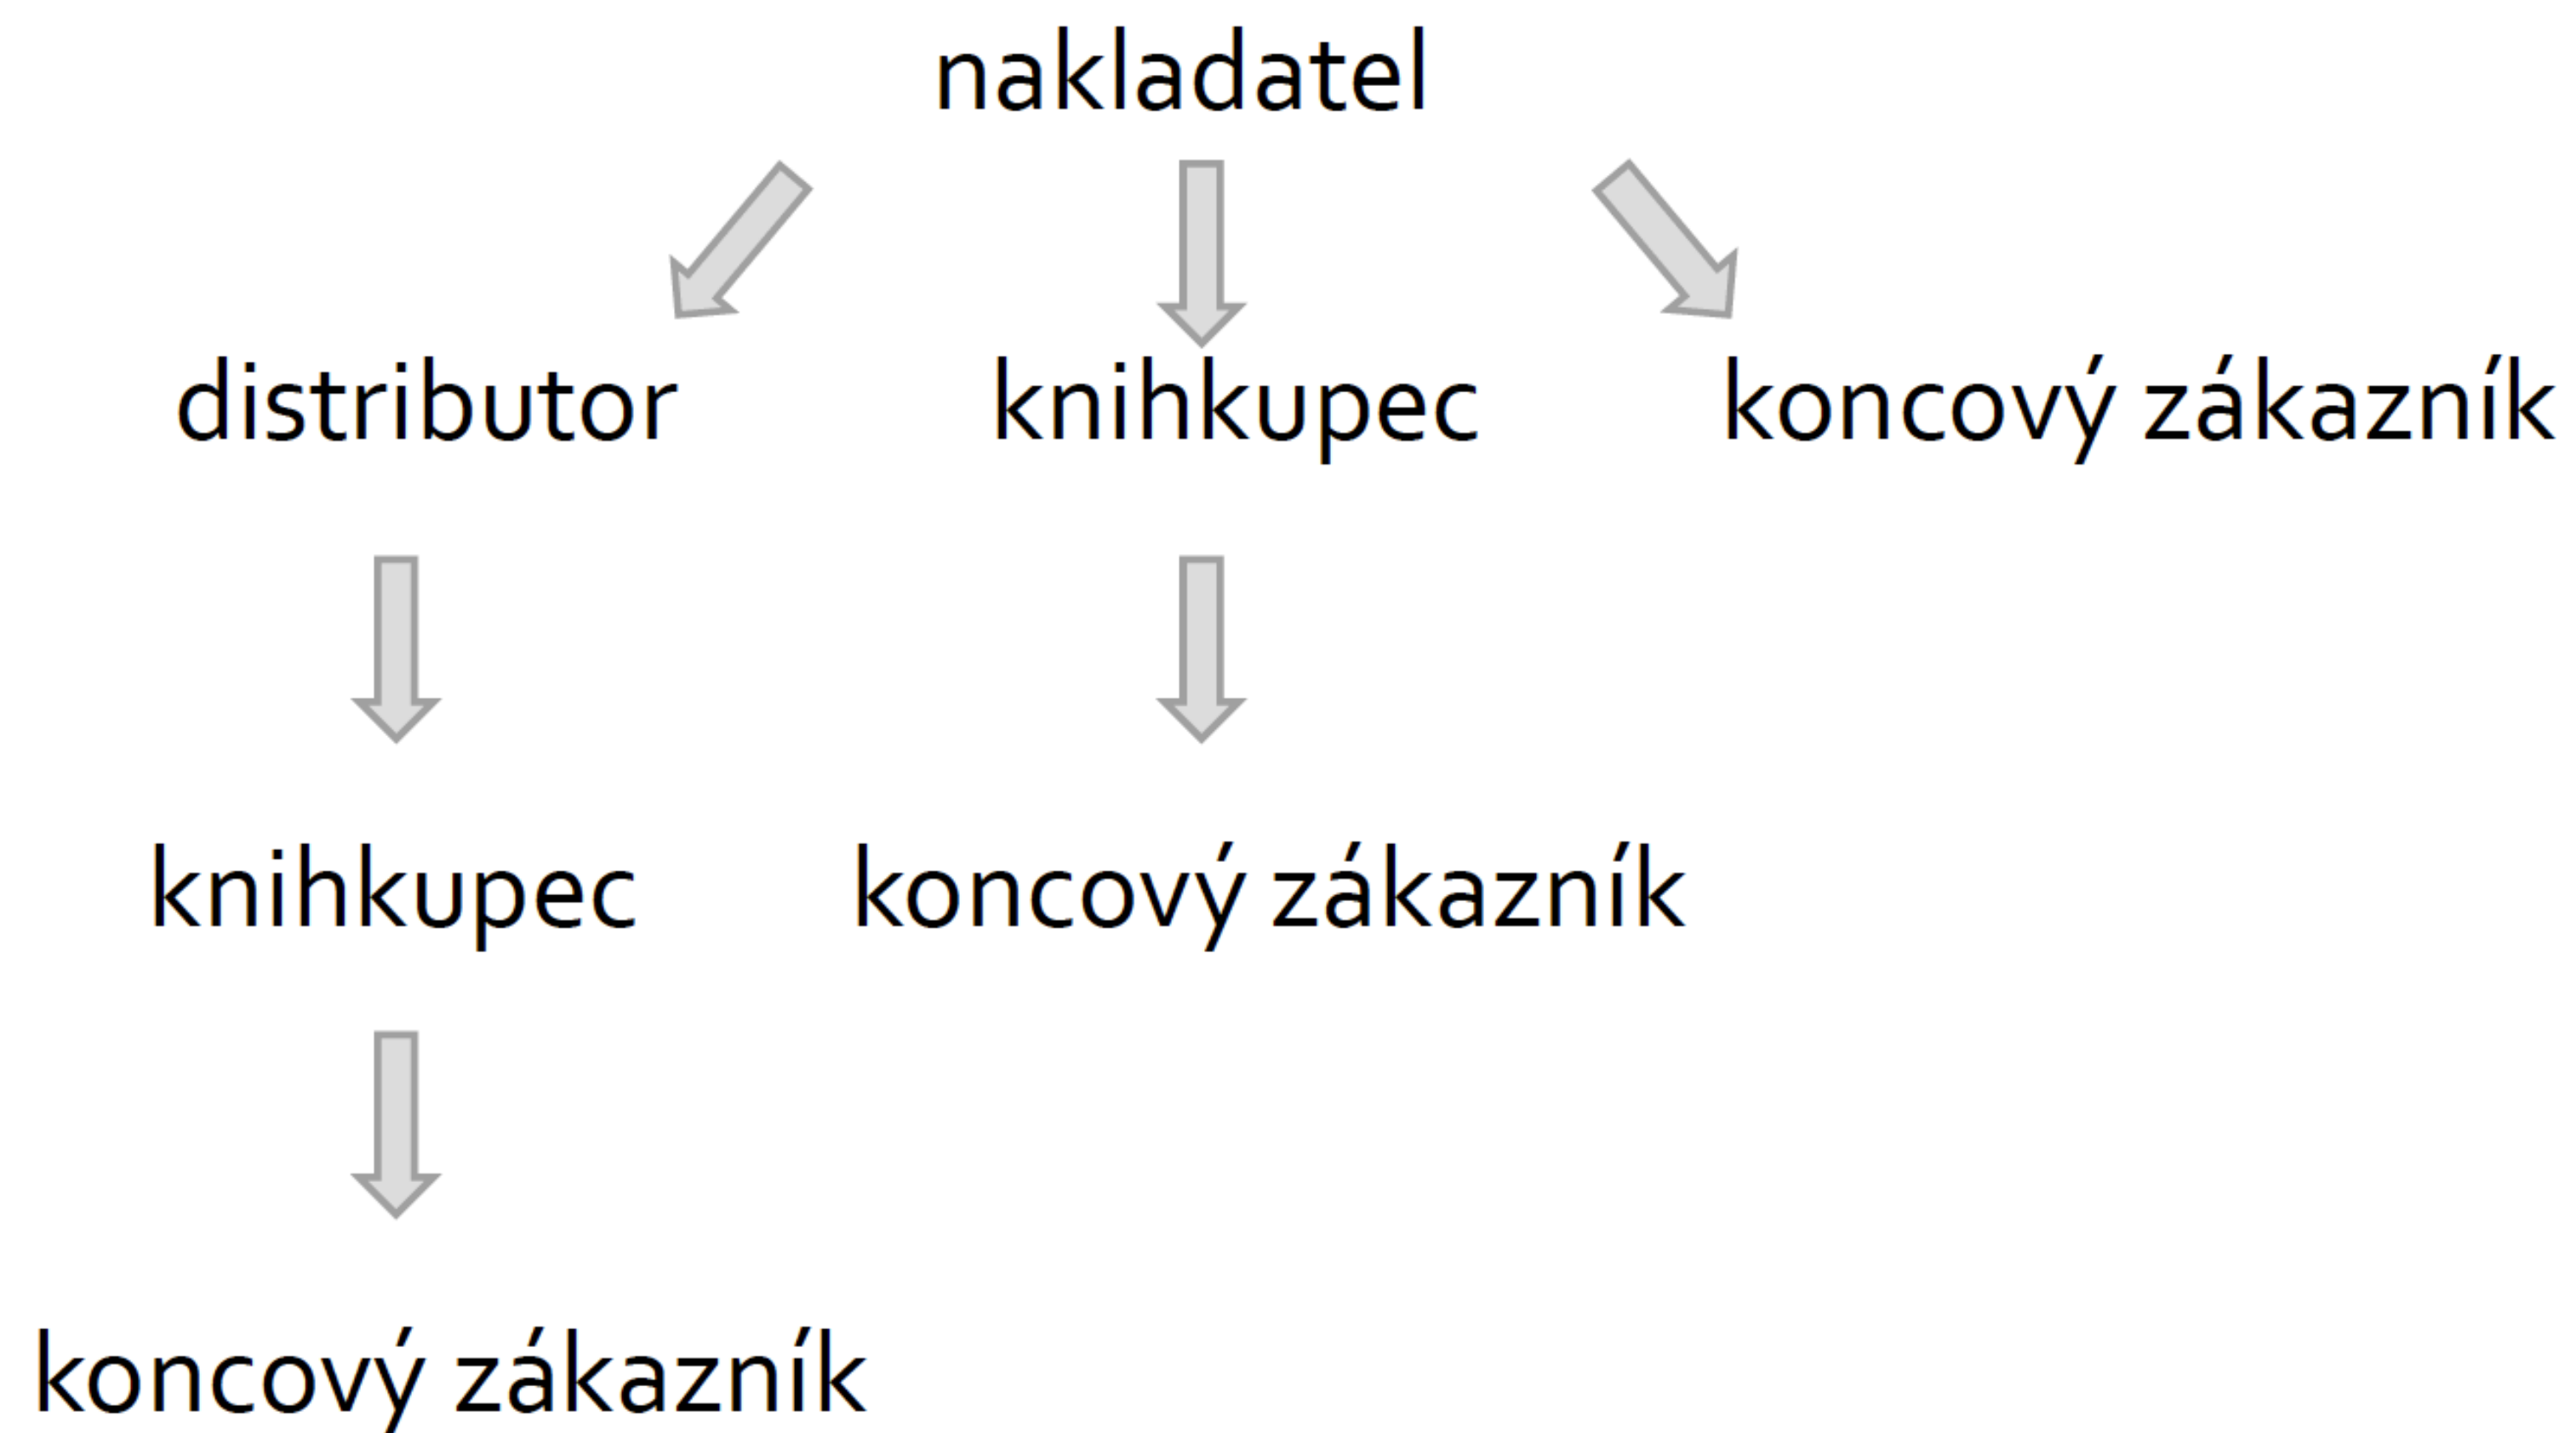 nakladatel
distributor
knihkupec
koncový zákazník
knihkupec
koncový zákazník
koncový zákazník